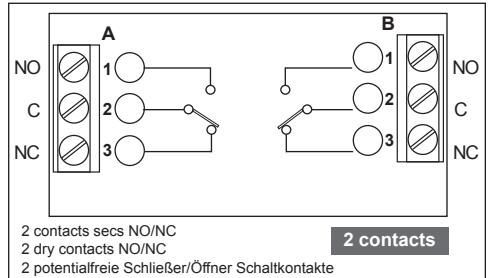 A
B
NO 1
1 NO
C 2
2 C
NC 3
3 NC
2 contacts secs NO/NC
2 dry contacts NO/NC
2 potentialfreie Schließer/Öffner Schaltkontakte
2 contacts